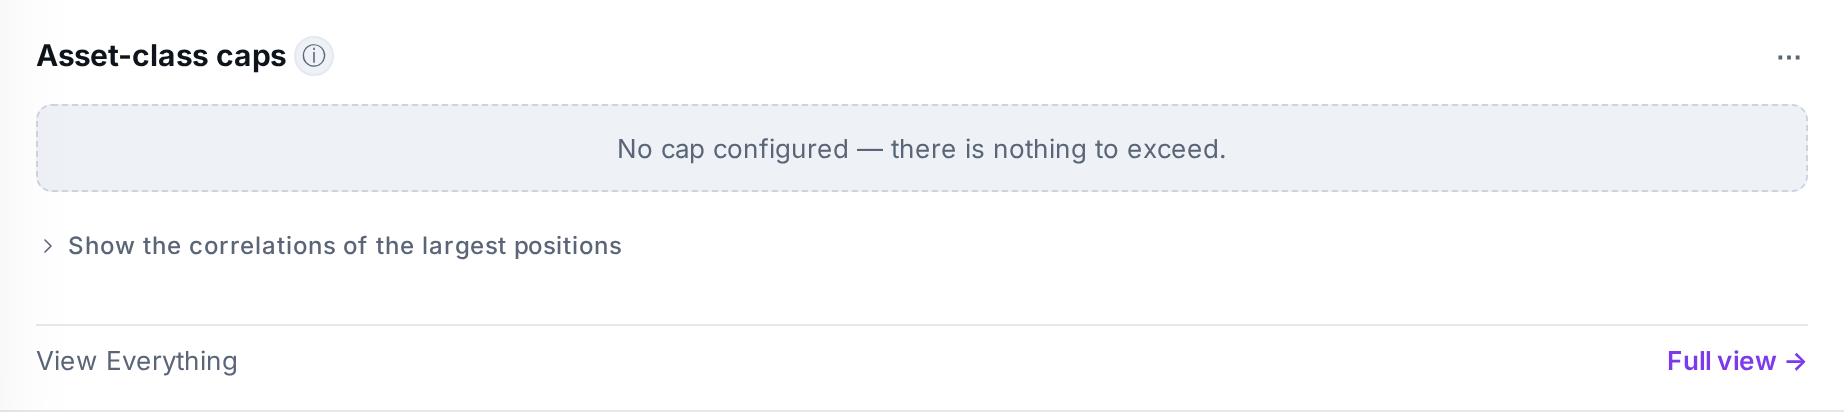 Asset-class caps ⓘ
...
No cap configured — there is nothing to exceed.
> Show the correlations of the largest positions
View Everything
Full view →